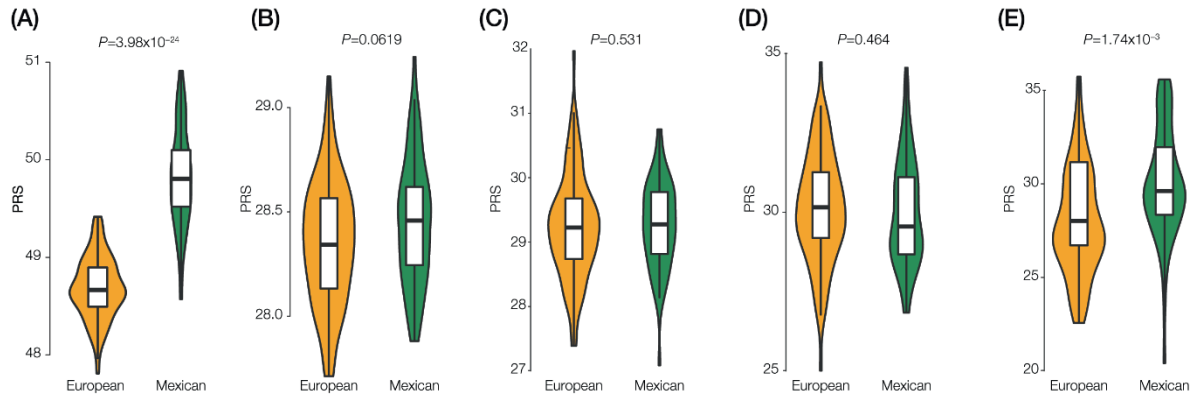 (A)
P=3.98x10⁻²⁴
PRS
51
50
49
48
European Mexican
(B)
P=0.0619
PRS
29.0
28.5
28.0
European Mexican
(C)
P=0.531
PRS
32
31
30
29
28
27
European Mexican
(D)
P=0.464
PRS
35
30
25
European Mexican
(E)
P=1.74x10⁻³
PRS
35
30
25
20
European Mexican